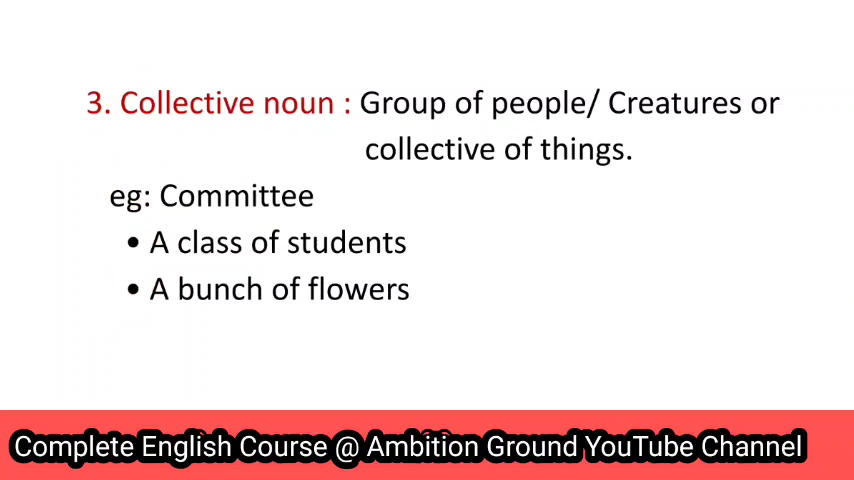 3. Collective noun : Group of people/ Creatures or
collective of things.
eg: Committee
• A class of students
• A bunch of flowers
Complete English Course @ Ambition Ground YouTube Channel